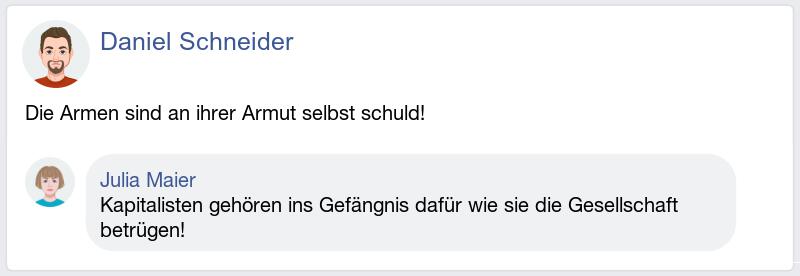 Daniel Schneider
Die Armen sind an ihrer Armut selbst schuld!
Julia Maier
Kapitalisten gehören ins Gefängnis dafür wie sie die Gesellschaft
betrügen!